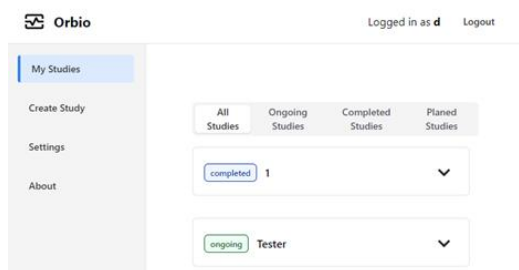 Orbio
Logged in as d
Logout
My Studies
Create Study
Settings
About
All Studies
Ongoing Studies
Completed Studies
Planed Studies
completed 1
ongoing Tester